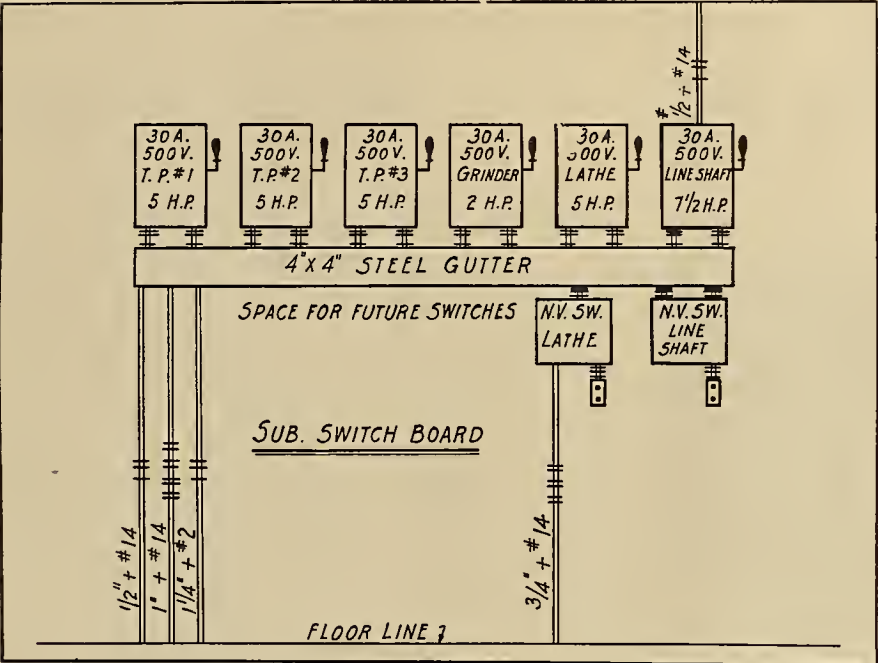 # 1/2 + #14
30A.
500V.
T.P.#1
5 H.P.
30A.
500V.
T.P.#2
5 H.P.
30A.
500V.
T.P.#3
5 H.P.
30A.
500V.
GRINDER
2 H.P.
30A.
500V.
LATHE
5 H.P.
30A.
500V.
LINE SHAFT
7 1/2 H.P.
4"X 4" STEEL GUTTER
SPACE FOR FUTURE SWITCHES
N.V. SW.
LATHE
N.V. SW.
LINE
SHAFT
SUB. SWITCH BOARD
1/2" + #14
1" + #14
1 1/4" + #2
3/4" + #14
FLOOR LINE